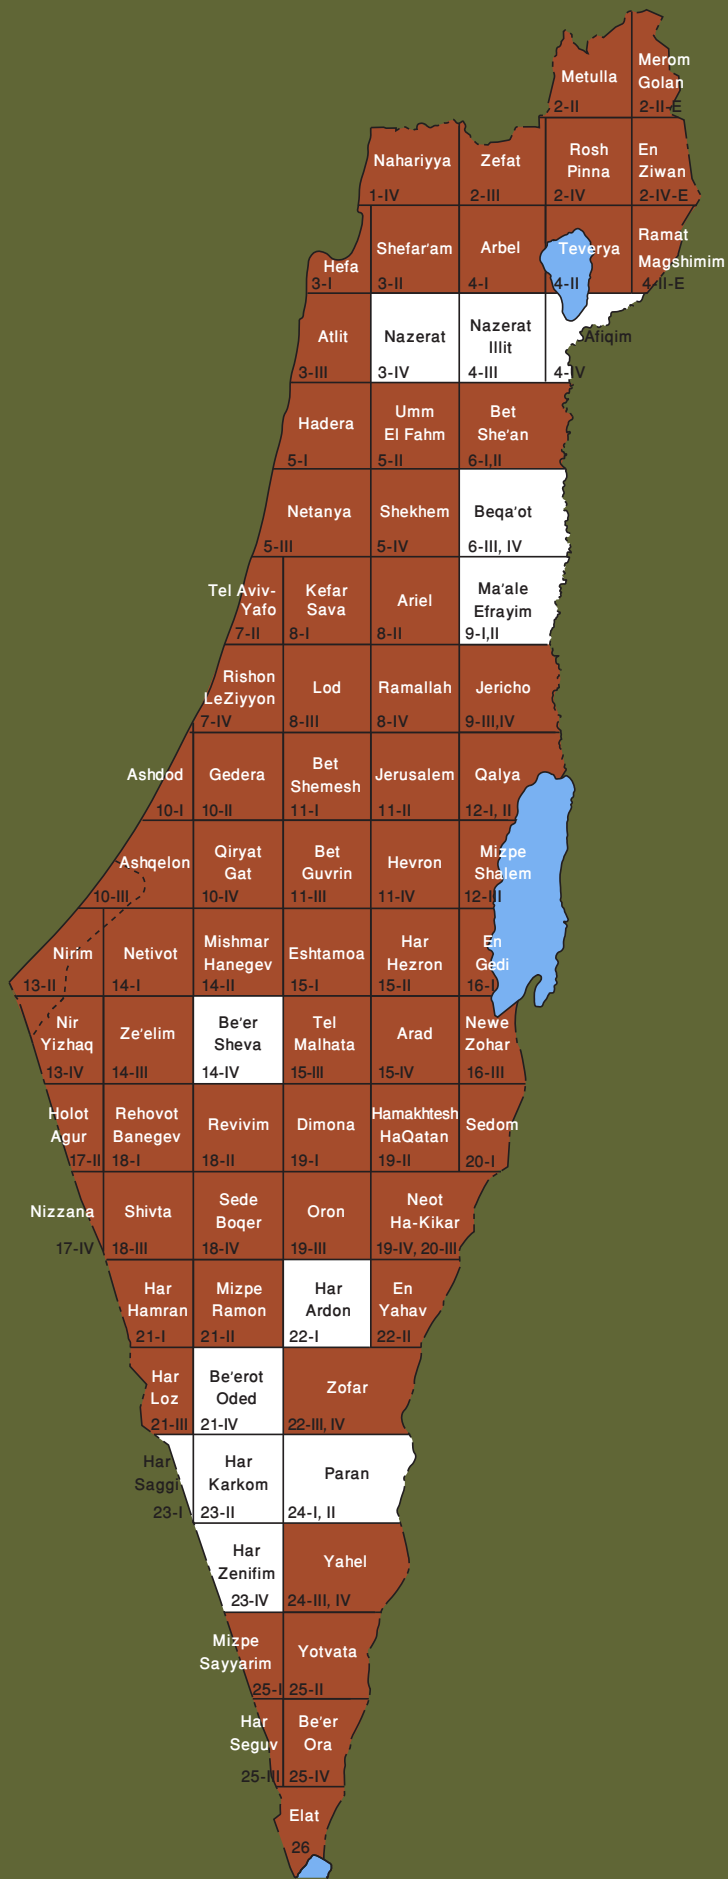 Metulla
2-II
Merom
Golan
2-II-E
Nahariyya
1-IV
Zefat
2-III
Rosh
Pinna
2-IV
En
Ziwan
2-IV-E
Hefa
3-I
Shefar'am
3-II
Arbel
4-I
Teverya
4-II
Ramat
Magshimim
4-II-E
Atlit
3-III
Nazerat
3-IV
Nazerat
Illit
4-III
Afiqim
4-IV
Hadera
5-I
Umm
El Fahm
5-II
Bet
She'an
6-I,II
Netanya
5-III
Shekhem
5-IV
Beqa'ot
6-III, IV
Tel Aviv-
Yafo
7-II
Kefar
Sava
8-I
Ariel
8-II
Ma'ale
Efrayim
9-I,II
Rishon
LeZiyyon
7-IV
Lod
8-III
Ramallah
8-IV
Jericho
9-III,IV
Ashdod
10-I
Gedera
10-II
Bet
Shemesh
11-I
Jerusalem
11-II
Qalya
12-I, II
Ashqelon
10-III
Qiryat
Gat
10-IV
Bet
Guvrin
11-III
Hevron
11-IV
Mizpe
Shalem
12-III
Nirim
13-II
Netivot
14-I
Mishmar
Hanegev
14-II
Eshtamoa
15-I
Har
Hezron
15-II
En
Gedi
16-I
Nir
Yizhaq
13-IV
Ze'elim
14-III
Be'er
Sheva
14-IV
Tel
Malhata
15-III
Arad
15-IV
Newe
Zohar
16-III
Holot
Agur
17-II
Rehovot
Banegev
18-I
Revivim
18-II
Dimona
19-I
Hamakhtesh
HaQatan
19-II
Sedom
20-I
Nizzana
17-IV
Shivta
18-III
Sede
Boqer
18-IV
Oron
19-III
Neot
Ha-Kikar
19-IV, 20-III
Har
Hamran
21-I
Mizpe
Ramon
21-II
Har
Ardon
22-I
En
Yahav
22-II
Har
Loz
21-III
Be'erot
Oded
21-IV
Zofar
22-III, IV
Har
Saggi
23-I
Har
Karkom
23-II
Paran
24-I, II
Har
Zenifim
23-IV
Yahel
24-III, IV
Mizpe
Sayyarim
25-I
Yotvata
25-II
Har
Seguv
25-III
Be'er
Ora
25-IV
Elat
26